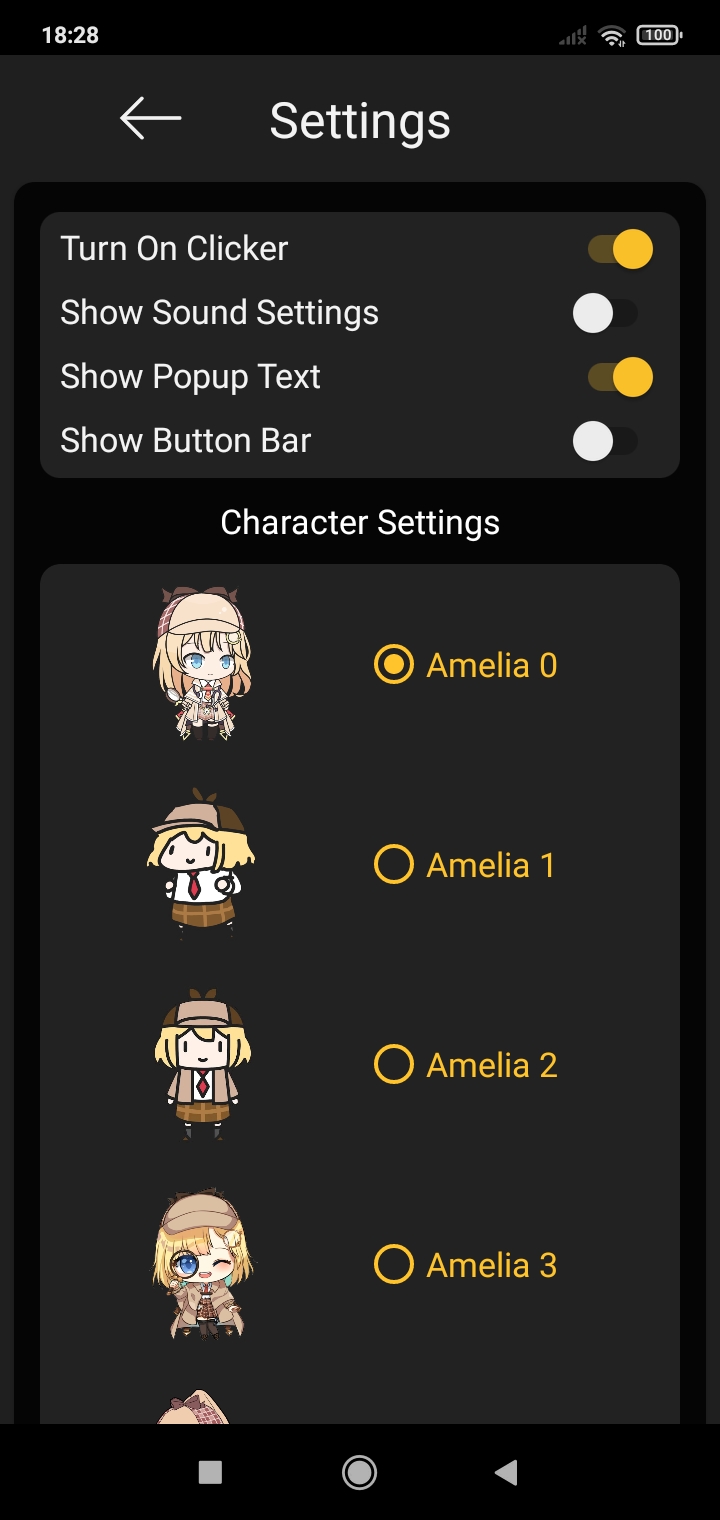 18:28
100
Settings
Turn On Clicker
Show Sound Settings
Show Popup Text
Show Button Bar
Character Settings
Amelia 0
Amelia 1
Amelia 2
Amelia 3